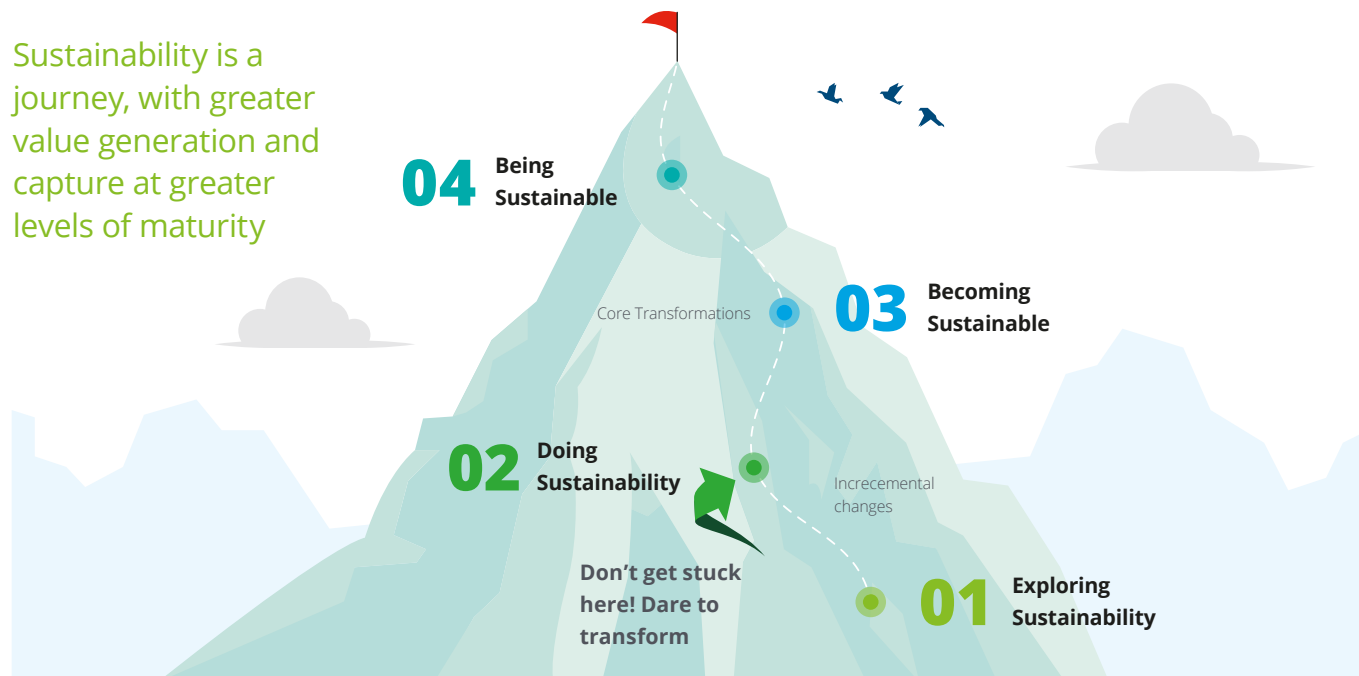 Sustainability is a
journey, with greater
value generation and
capture at greater
levels of maturity
04 Being
Sustainable
Core Transformations
03 Becoming
Sustainable
02 Doing
Sustainability
Increcemental
changes
Don’t get stuck
here! Dare to
transform
01 Exploring
Sustainability